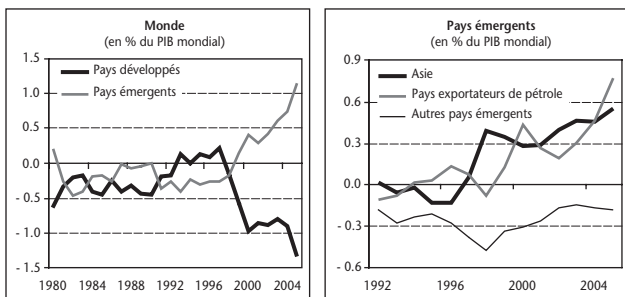 Monde
(en % du PIB mondial)
1.5
Pays développés
1.0
Pays émergents
0.5
0.0
- 0.5
- 1.0
- 1.5
1980 1984 1988 1992 1996 2000 2004
Pays émergents
(en % du PIB mondial)
0.9
Asie
Pays exportateurs de pétrole
0.6
Autres pays émergents
0.3
0.0
- 0.3
- 0.6
1992 1996 2000 2004